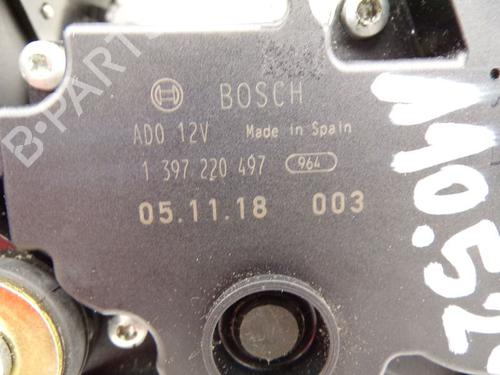 BOSCH
ADO 12V Made in Spain
1 397 220 497 964
05.11.18 003
B-PARTS